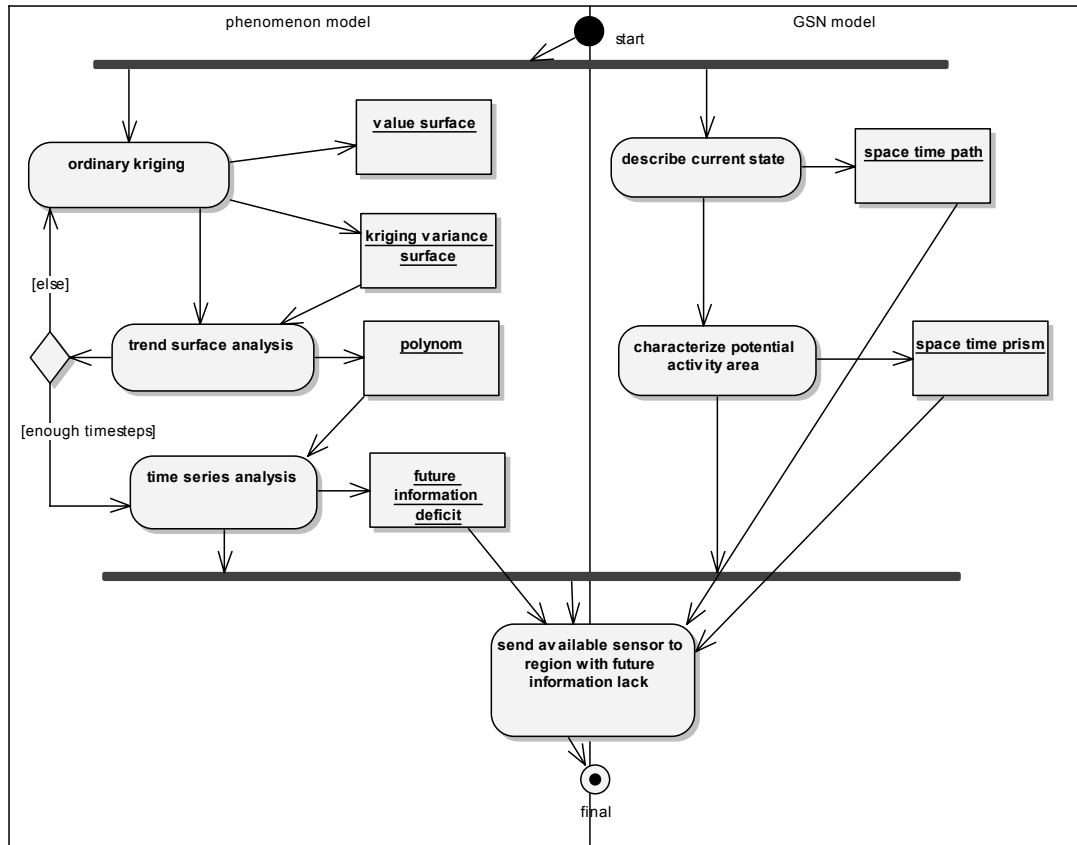 phenomenon model
GSN model
start
value surface
ordinary kriging
describe current state
space time path
kriging variance
surface
[else]
trend surface analysis
polynom
characterize potential
activity area
space time prism
[enough timesteps]
time series analysis
future
information
deficit
send available sensor to
region with future
information lack
final